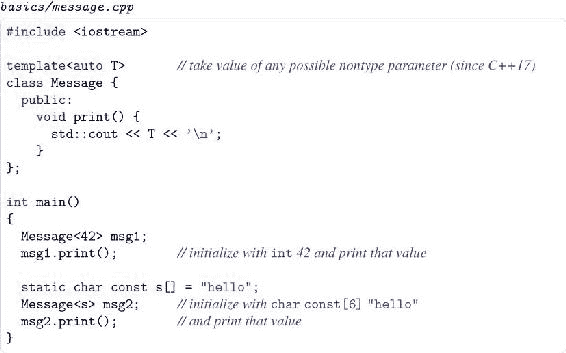 basics/message.cpp
#include <iostream>
template<auto T> // take value of any possible nontype parameter (since C++17)
class Message {
  public:
    void print() {
      std::cout << T << '\n';
    }
};
int main()
{
  Message<42> msg1;
  msg1.print(); // initialize with int 42 and print that value
  static char const s[] = "hello";
  Message<s> msg2; // initialize with char const[6] "hello"
  msg2.print(); // and print that value
}